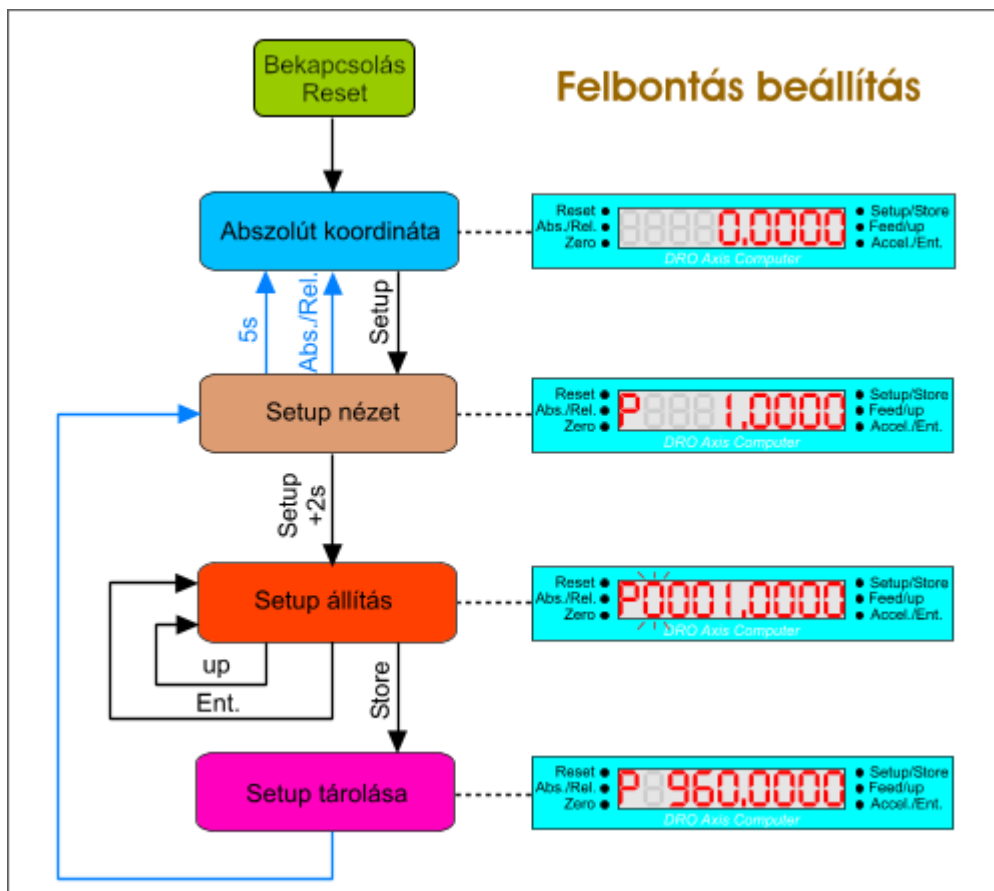 Bekapcsolás
Reset
Felbontás beállítás
Abszolút koordináta
Reset
Abs./Rel.
Zero
0.0000
Setup/Store
Feed/up
Accel./Ent.
DRO Axis Computer
5s
Abs./Rel.
Setup
Setup nézet
Reset
Abs./Rel.
Zero
P 1.0000
Setup/Store
Feed/up
Accel./Ent.
DRO Axis Computer
Setup
+2s
Setup állítás
Reset
Abs./Rel.
Zero
P0001.0000
Setup/Store
Feed/up
Accel./Ent.
DRO Axis Computer
up
Ent.
Store
Setup tárolása
Reset
Abs./Rel.
Zero
P 960.0000
Setup/Store
Feed/up
Accel./Ent.
DRO Axis Computer